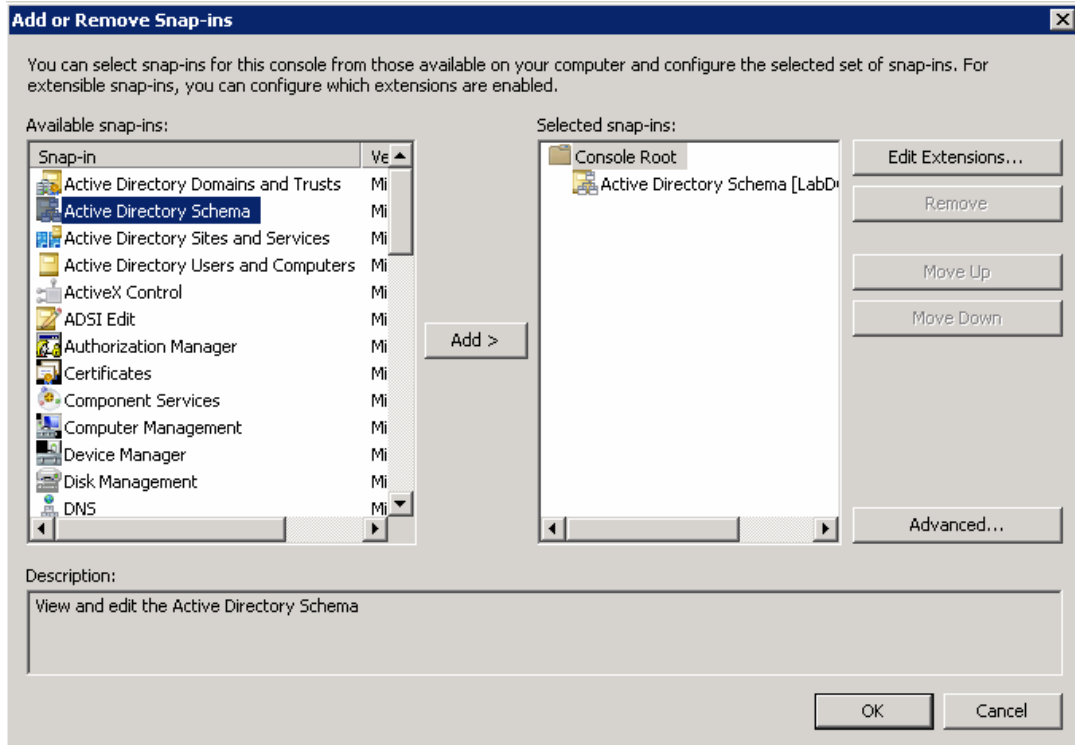 Add or Remove Snap-ins
You can select snap-ins for this console from those available on your computer and configure the selected set of snap-ins. For
extensible snap-ins, you can configure which extensions are enabled.
Available snap-ins:
Snap-in Ve
Active Directory Domains and Trusts Mi
Active Directory Schema Mi
Active Directory Sites and Services Mi
Active Directory Users and Computers Mi
ActiveX Control Mi
ADSI Edit Mi
Authorization Manager Mi
Certificates Mi
Component Services Mi
Computer Management Mi
Device Manager Mi
Disk Management Mi
DNS Mi
Add >
Selected snap-ins:
Console Root
Active Directory Schema [LabD
Edit Extensions...
Remove
Move Up
Move Down
Advanced...
Description:
View and edit the Active Directory Schema
OK Cancel